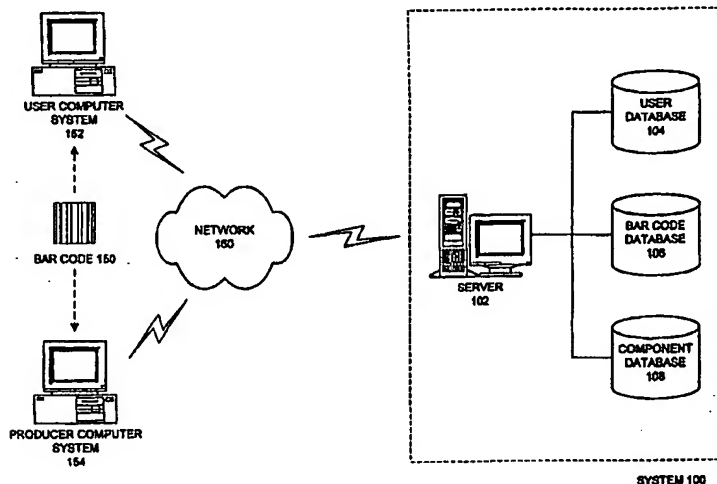 USER COMPUTER
SYSTEM
152
BAR CODE 150
PRODUCER COMPUTER
SYSTEM
154
NETWORK
160
SERVER
102
USER
DATABASE
104
BAR CODE
DATABASE
106
COMPONENT
DATABASE
108
SYSTEM 100